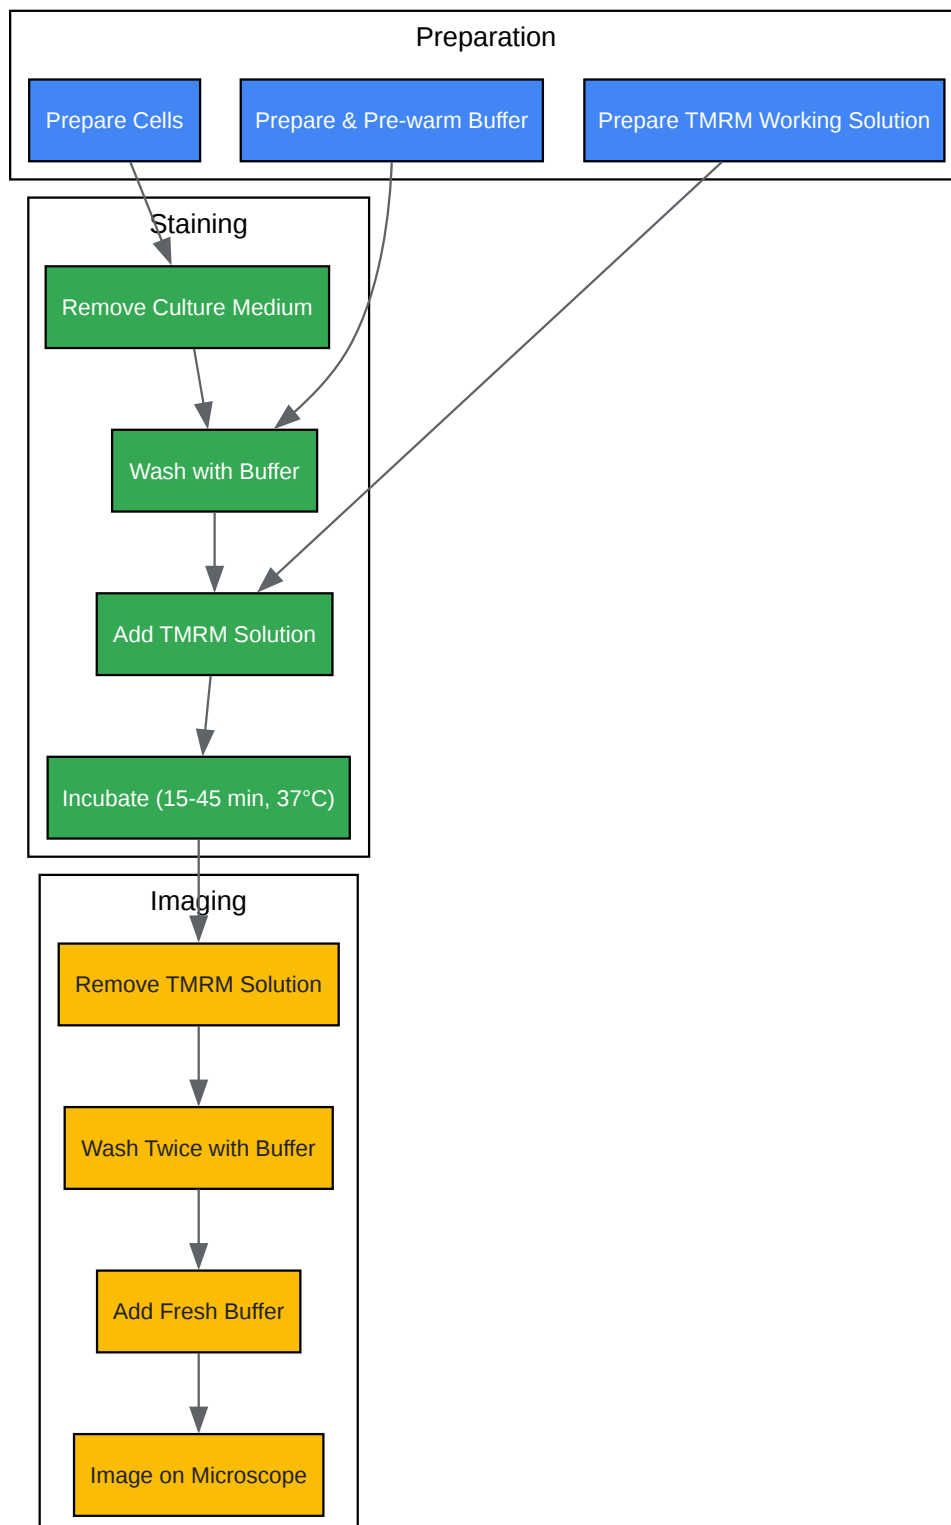 Preparation
Prepare Cells
Prepare & Pre-warm Buffer
Prepare TMRM Working Solution
Staining
Remove Culture Medium
Wash with Buffer
Add TMRM Solution
Incubate (15-45 min, 37°C)
Imaging
Remove TMRM Solution
Wash Twice with Buffer
Add Fresh Buffer
Image on Microscope